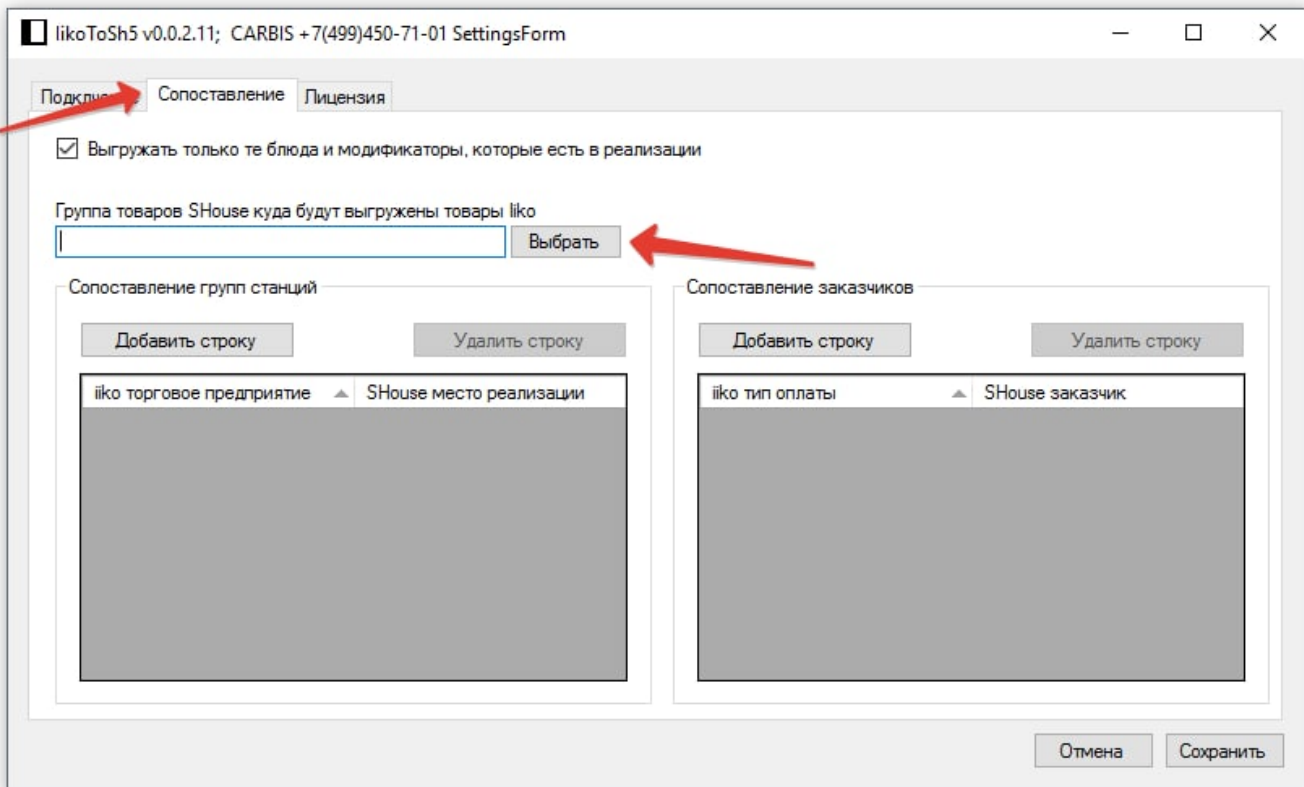 IikoToSh5 v0.0.2.11; CARBIS +7(499)450-71-01 SettingsForm
Сопоставление Лицензия
Выгружать только те блюда и модификаторы, которые есть в реализации
Группа товаров SHouse куда будут выгружены товары Iiko
Выбрать
Сопоставление групп станций
Сопоставление заказчиков
Добавить строку Удалить строку
Добавить строку Удалить строку
iiko торговое предприятие SHouse место реализации
iiko тип оплаты SHouse заказчик
Отмена Сохранить